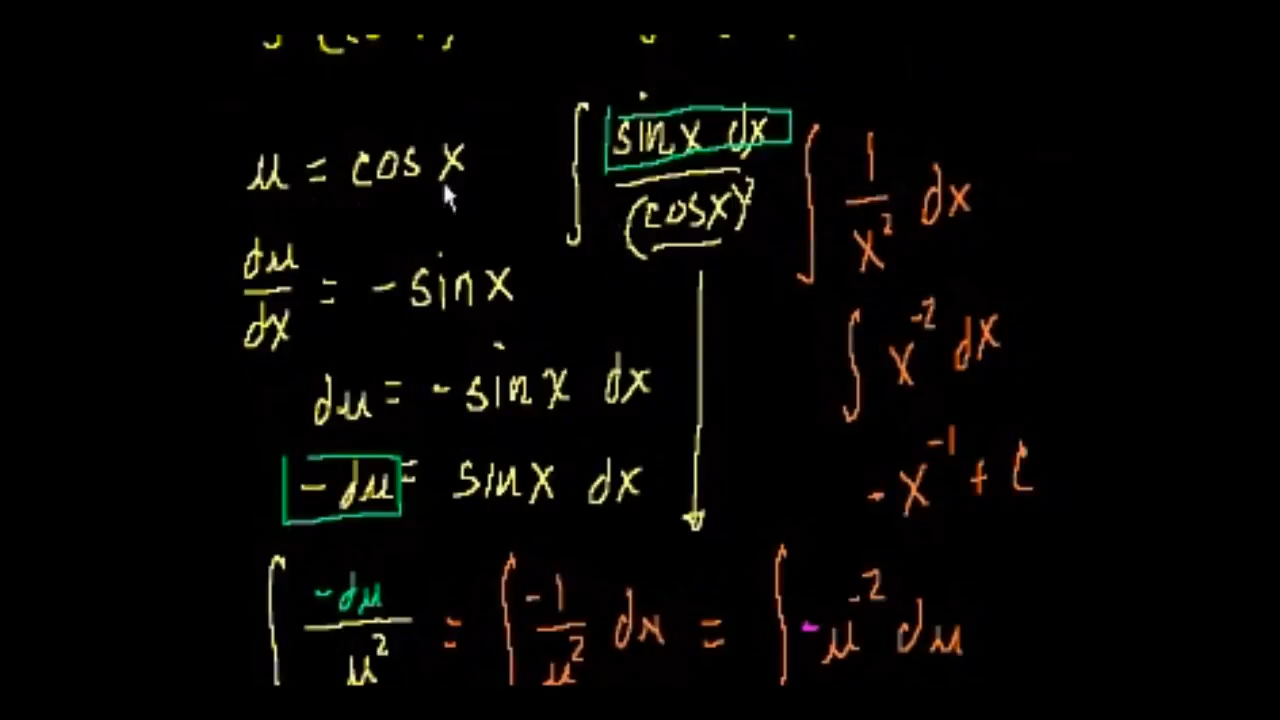 u = cos x
du/dx = - sin x
du = - sin x dx
- du = sin x dx
∫ sin x dx / (cos x)²
∫ 1/x² dx
∫ x⁻² dx
- x⁻¹ + C
∫ -du/u² = ∫ -1/u² du = ∫ - u⁻² du